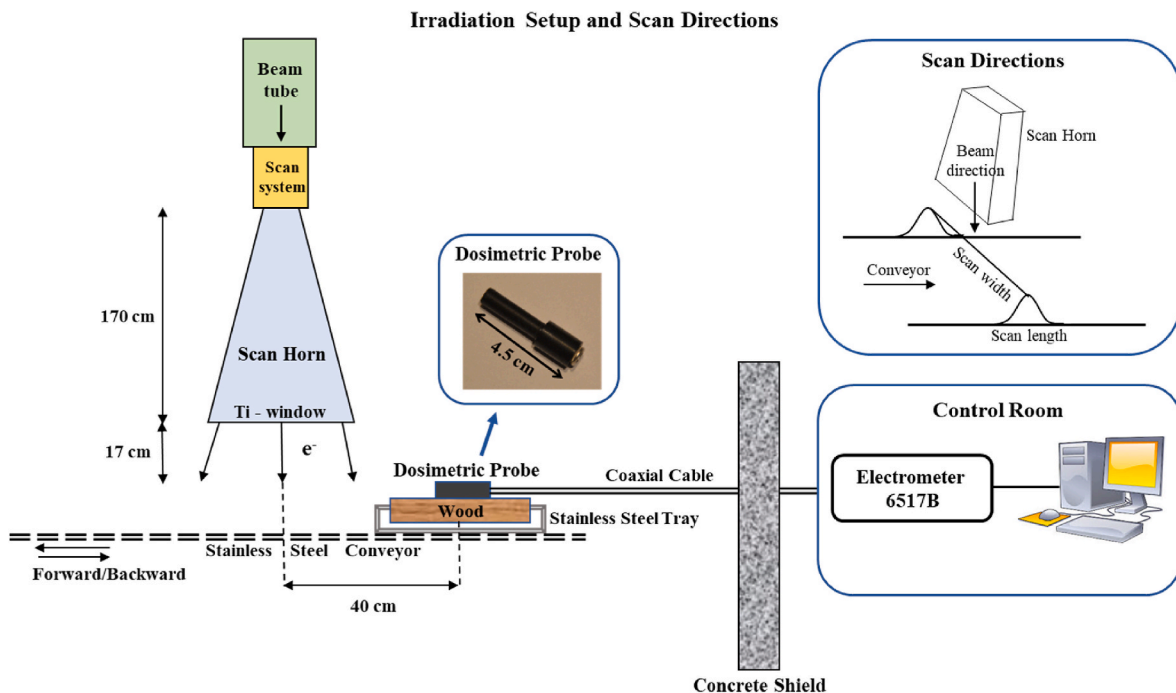 Irradiation Setup and Scan Directions
Beam
tube
Scan
system
170 cm
Scan Horn
Ti - window
17 cm
e-
Dosimetric Probe
4.5 cm
Dosimetric Probe
Wood
Coaxial Cable
Stainless Steel Tray
Stainless Steel Conveyor
Forward/Backward
40 cm
Concrete Shield
Scan Directions
Scan Horn
Beam
direction
Conveyor
Scan width
Scan length
Control Room
Electrometer
6517B